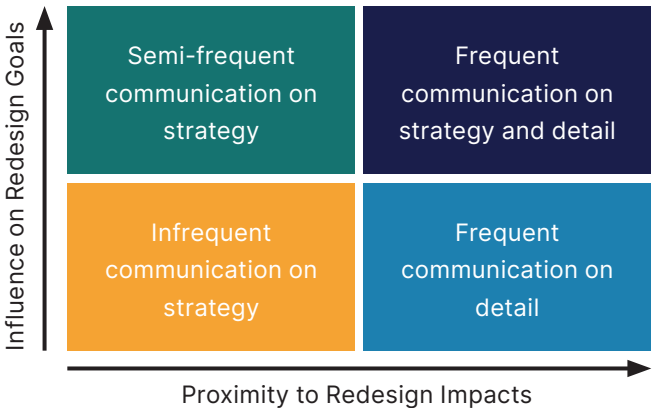 Influence on Redesign Goals
Semi-frequent
communication on
strategy
Frequent
communication on
strategy and detail
Infrequent
communication on
strategy
Frequent
communication on
detail
Proximity to Redesign Impacts